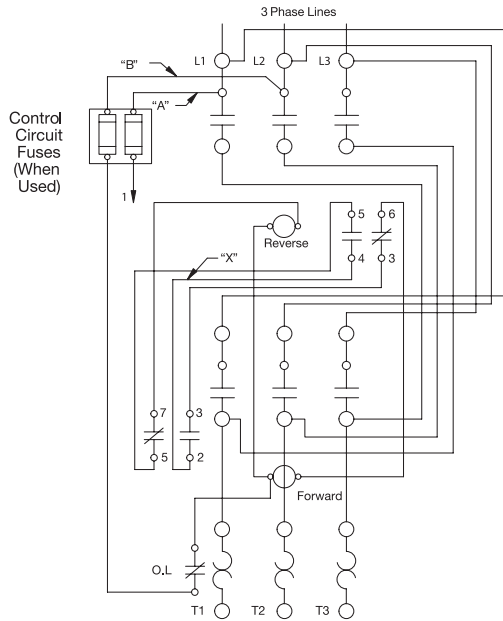 3 Phase Lines
L1
L2
L3
"B"
"A"
Control
Circuit
Fuses
(When
Used)
1
5
6
Reverse
4
3
"X"
7
3
5
2
Forward
O.L
T1
T2
T3